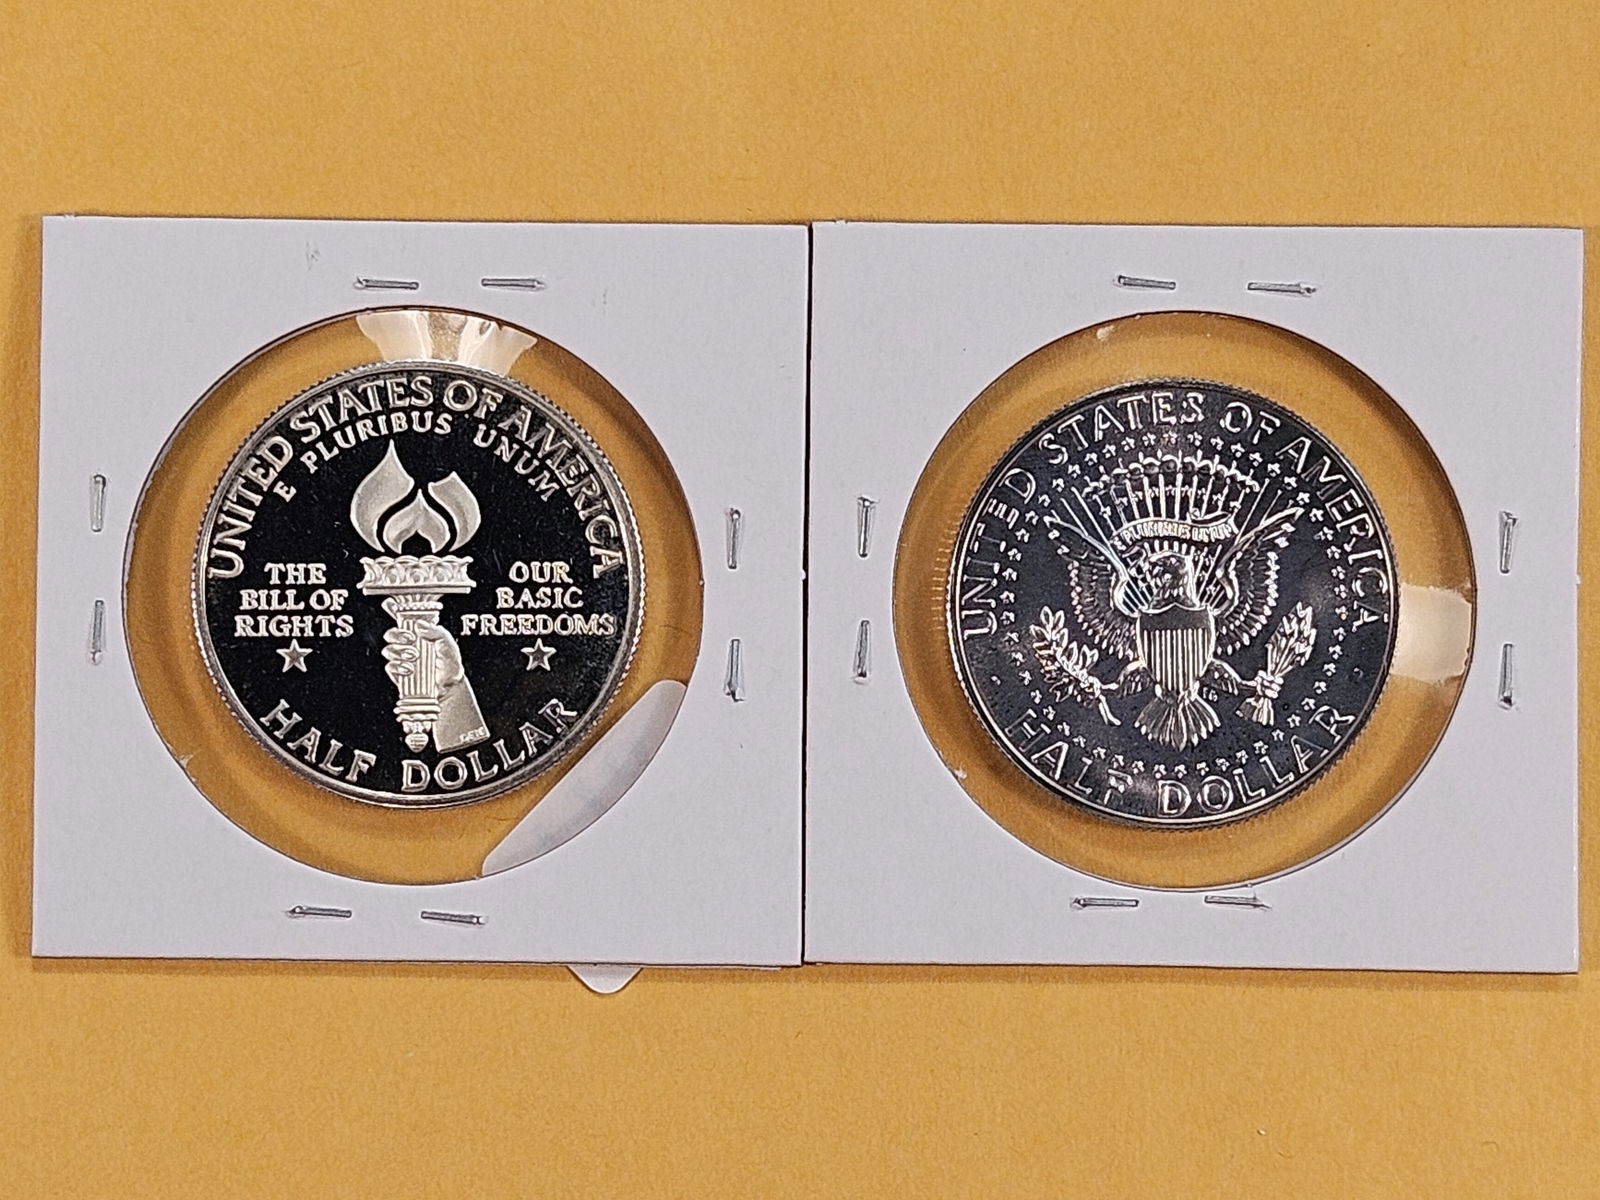 UNITED STATES OF AMERICA
E PLURIBUS UNUM
THE
BILL OF
RIGHTS
OUR
BASIC
FREEDOMS
HALF DOLLAR
UNITED STATES OF AMERICA
E PLURIBUS UNUM
HALF DOLLAR